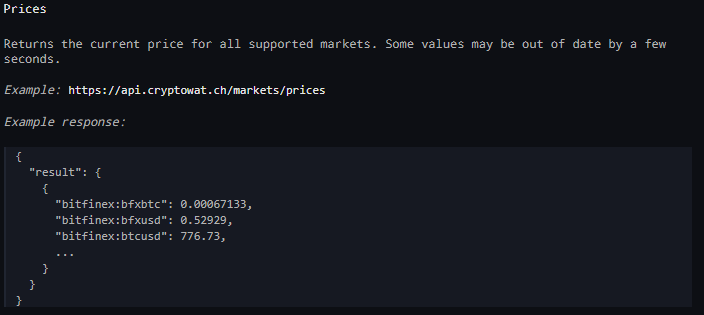 Prices
Returns the current price for all supported markets. Some values may be out of date by a few
seconds.
Example: https://api.cryptowat.ch/markets/prices
Example response:
{
  "result": {
    {
      "bitfinex:bfxbtc": 0.00067133,
      "bitfinex:bfxusd": 0.52929,
      "bitfinex:btcusd": 776.73,
      ...
    }
  }
}